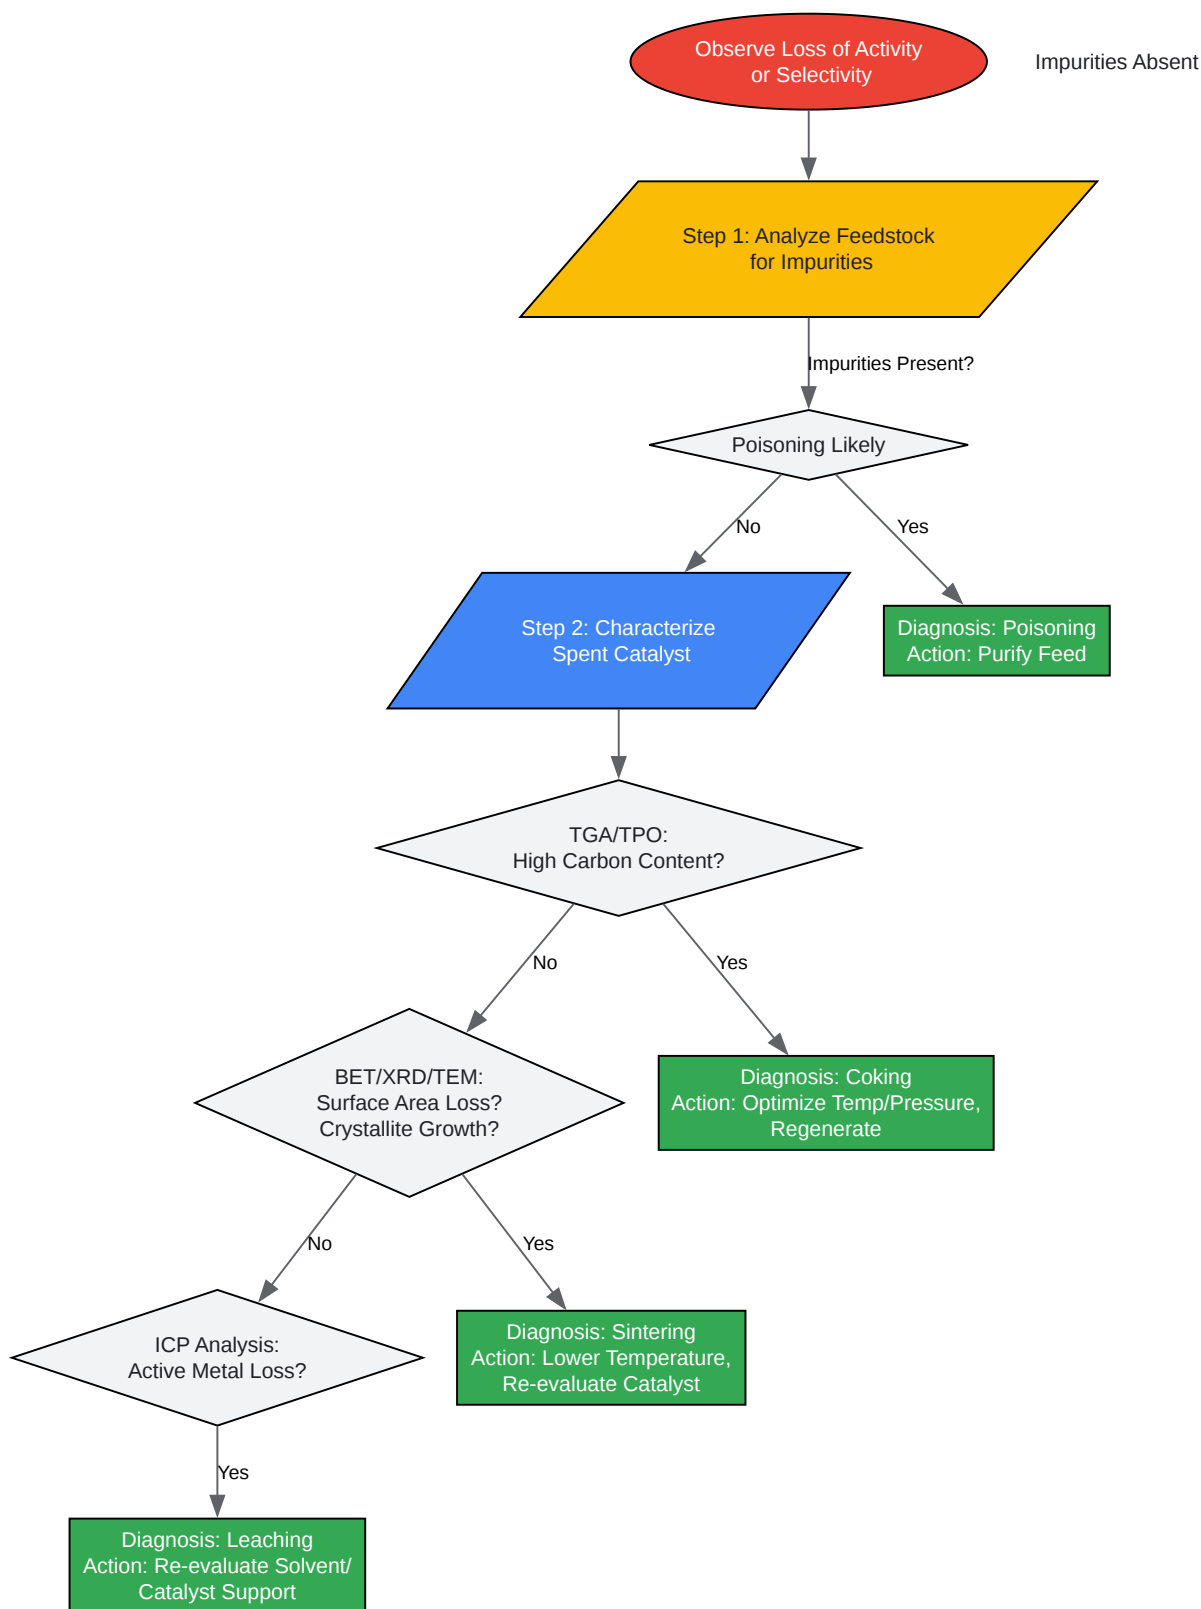 Observe Loss of Activity
or Selectivity
Impurities Absent
Step 1: Analyze Feedstock
for Impurities
Impurities Present?
Poisoning Likely
No
Yes
Step 2: Characterize
Spent Catalyst
Diagnosis: Poisoning
Action: Purify Feed
TGA/TPO:
High Carbon Content?
No
Yes
BET/XRD/TEM:
Surface Area Loss?
Crystallite Growth?
Diagnosis: Coking
Action: Optimize Temp/Pressure,
Regenerate
No
Yes
ICP Analysis:
Active Metal Loss?
Diagnosis: Sintering
Action: Lower Temperature,
Re-evaluate Catalyst
Yes
Diagnosis: Leaching
Action: Re-evaluate Solvent/
Catalyst Support